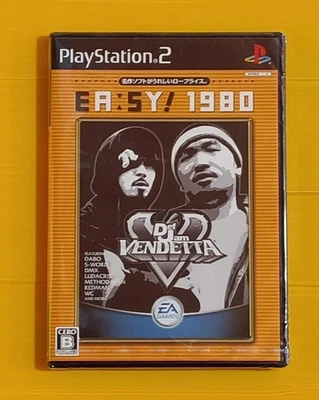 PlayStation 2
名作ソフトがうれしいロープライス。
EA:SY! 1980
Def Jam
VENDETTA
FEATURING
DABO
S-WORD
DMX
LUDACRIS
METHOD MAN
REDMAN
WC
AND MORE
EA
GAMES
CERO
B